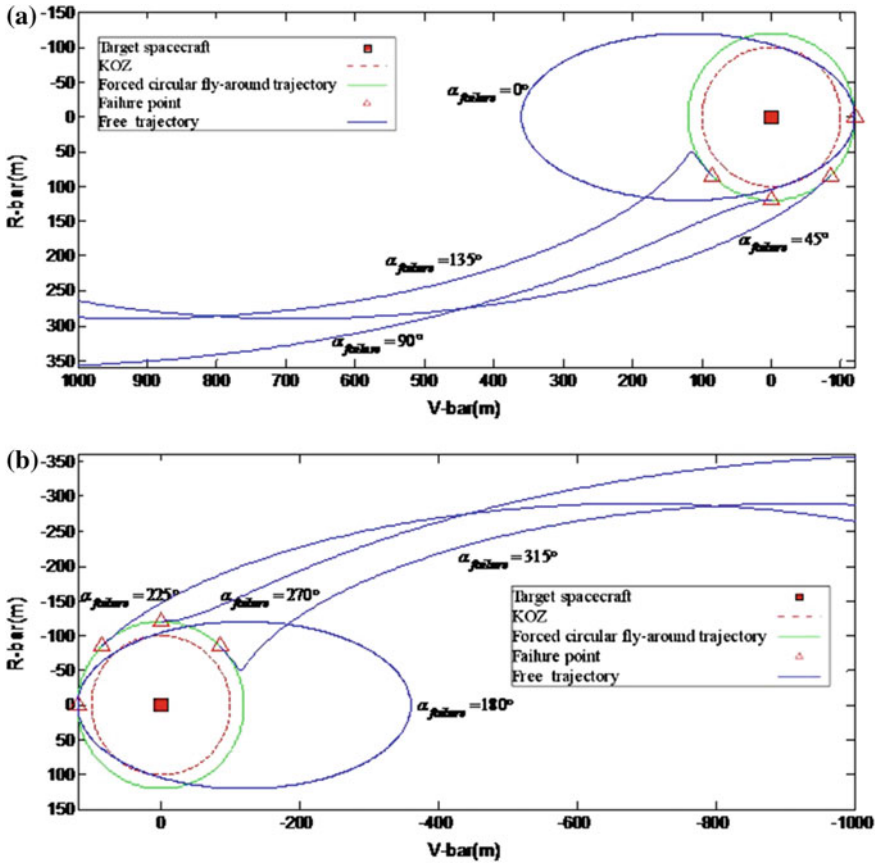 (a)
-150
-100
-50
0
50
100
150
200
250
300
350
R-bar(m)
Target spacecraft
KOZ
Forced circular fly-around trajectory
Failure point
Free trajectory
α failure =0°
α failure =45°
α failure =135°
α failure =90°
1000 900 800 700 600 500 400 300 200 100 0 -100
V-bar(m)
(b)
-350
-300
-250
-200
-150
-100
-50
0
50
100
150
R-bar(m)
α failure =225°
α failure =270°
α failure =315°
α failure =180°
Target spacecraft
KOZ
Forced circular fly-around trajectory
Failure point
Free trajectory
0 -200 -400 -600 -800 -1000
V-bar(m)